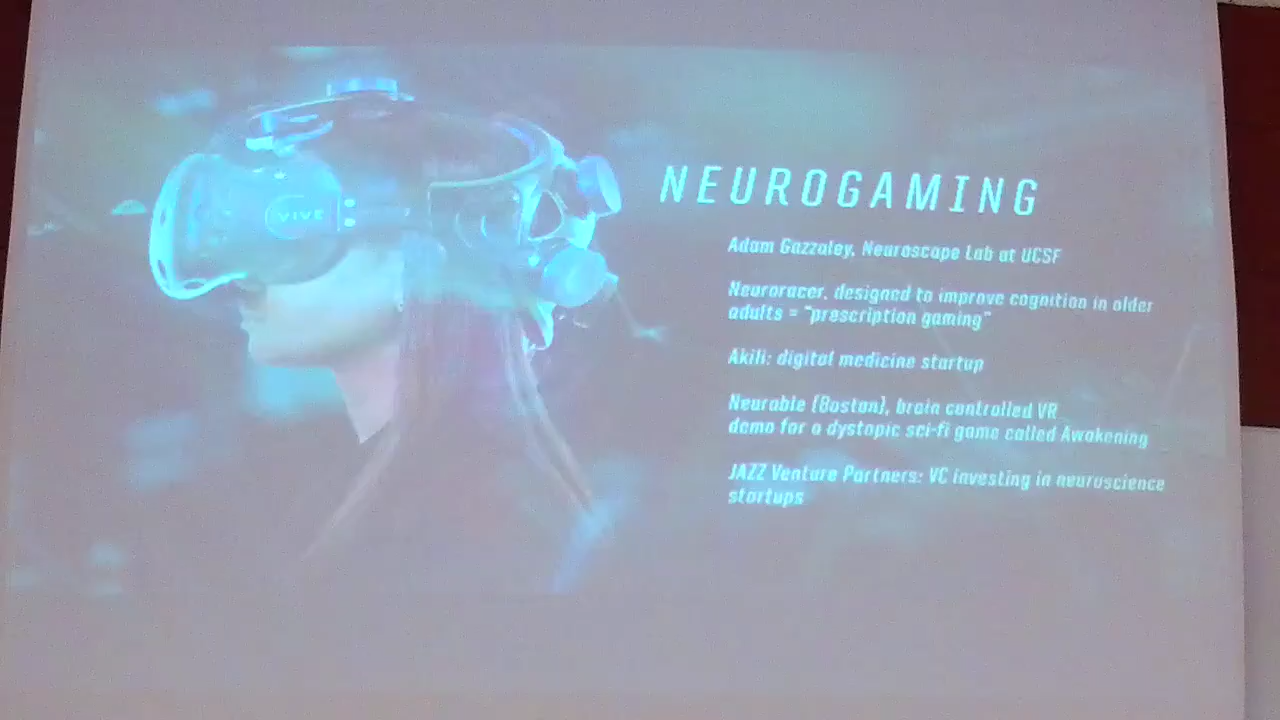 VIVE
NEUROGAMING
Adam Gazzaley, Neuroscape Lab at UCSF
Neuroracer, designed to improve cognition in older
adults = "prescription gaming"
Akili: digital medicine startup
Neurable (Boston), brain controlled VR
demo for a dystopic sci-fi game called Awakening
JAZZ Venture Partners: VC investing in neuroscience
startups